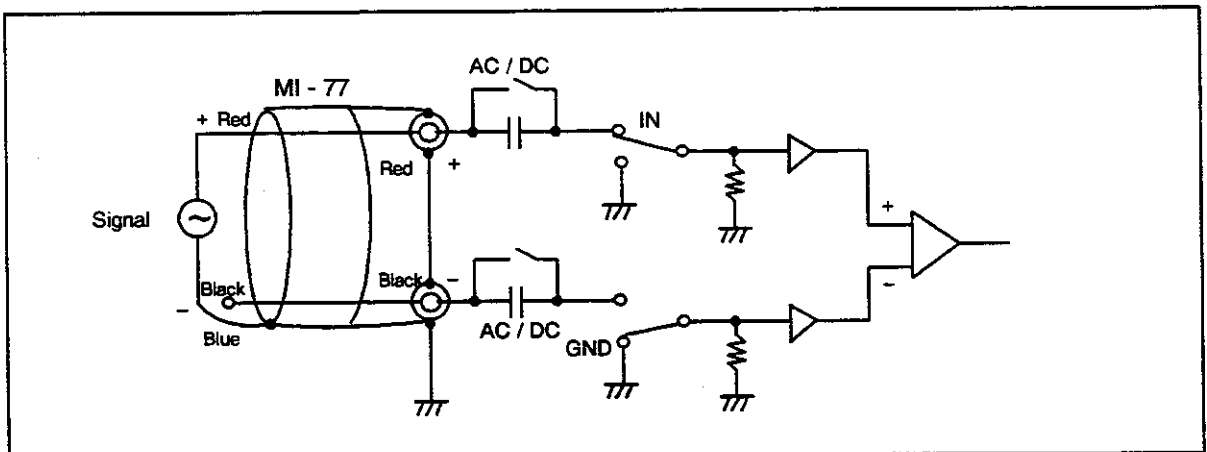 AC / DC
MI - 77
IN
+ Red
Red
+
+
Signal
Black
−
Black
−
−
AC / DC
Blue
GND